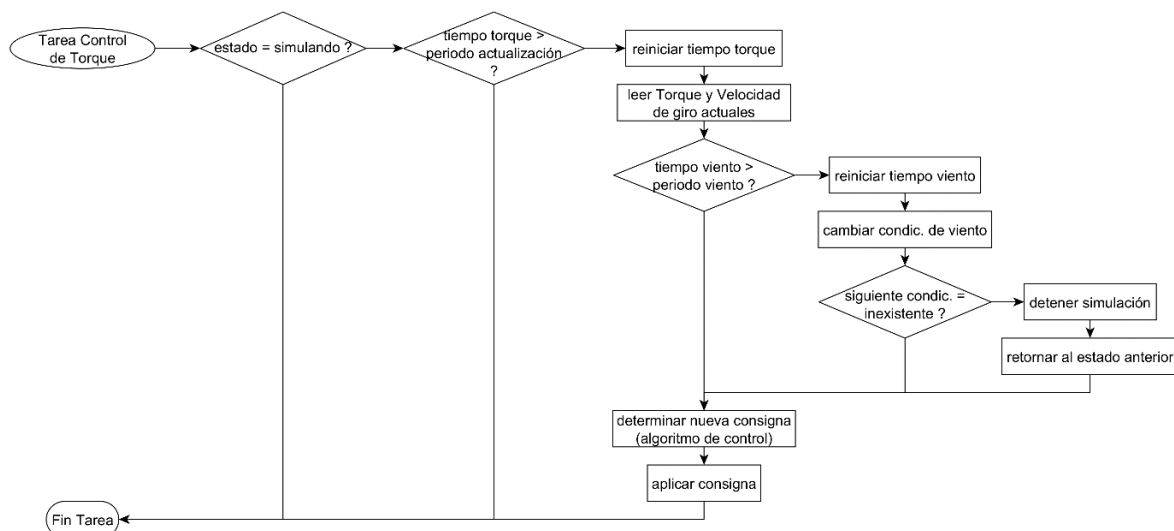 Tarea Control
de Torque
estado = simulando ?
tiempo torque >
periodo actualización
?
reiniciar tiempo torque
leer Torque y Velocidad
de giro actuales
tiempo viento >
periodo viento ?
reiniciar tiempo viento
cambiar condic. de viento
siguiente condic. =
inexistente ?
detener simulación
retornar al estado anterior
determinar nueva consigna
(algoritmo de control)
aplicar consigna
Fin Tarea